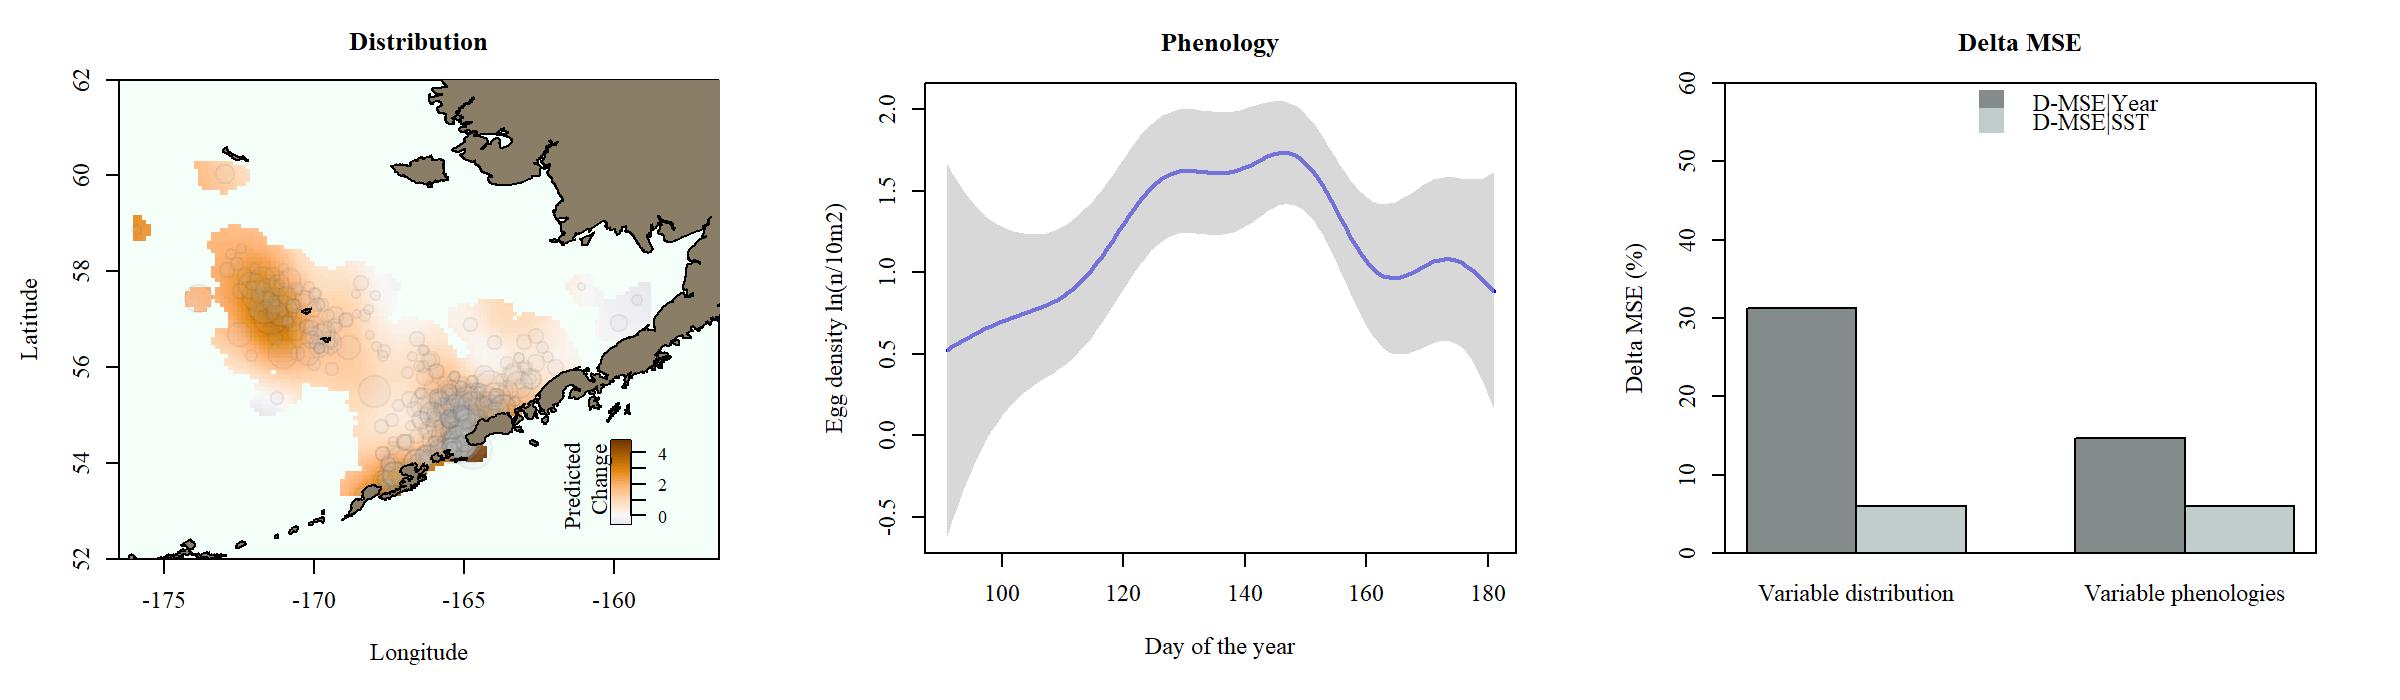 Distribution
62
60
58
56
54
52
Latitude
-175
-170
-165
-160
Longitude
Predicted
Change
4
2
0
Phenology
2.0
1.5
1.0
0.5
0.0
-0.5
Egg density ln(n/10m2)
100
120
140
160
180
Day of the year
Delta MSE
60
50
40
30
20
10
0
Delta MSE (%)
D-MSE|Year
D-MSE|SST
Variable distribution
Variable phenologies